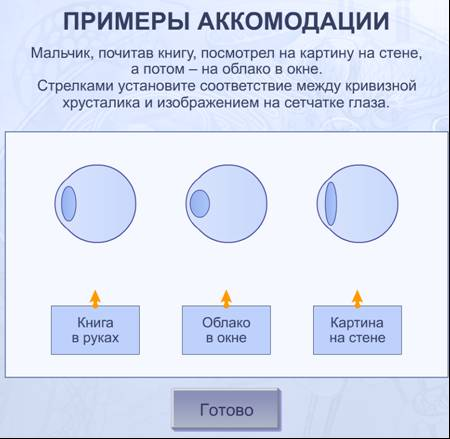 ПРИМЕРЫ АККОМОДАЦИИ
Мальчик, почитав книгу, посмотрел на картину на стене,
а потом – на облако в окне.
Стрелками установите соответствие между кривизной
хрусталика и изображением на сетчатке глаза.
Книга
в руках
Облако
в окне
Картина
на стене
Готово